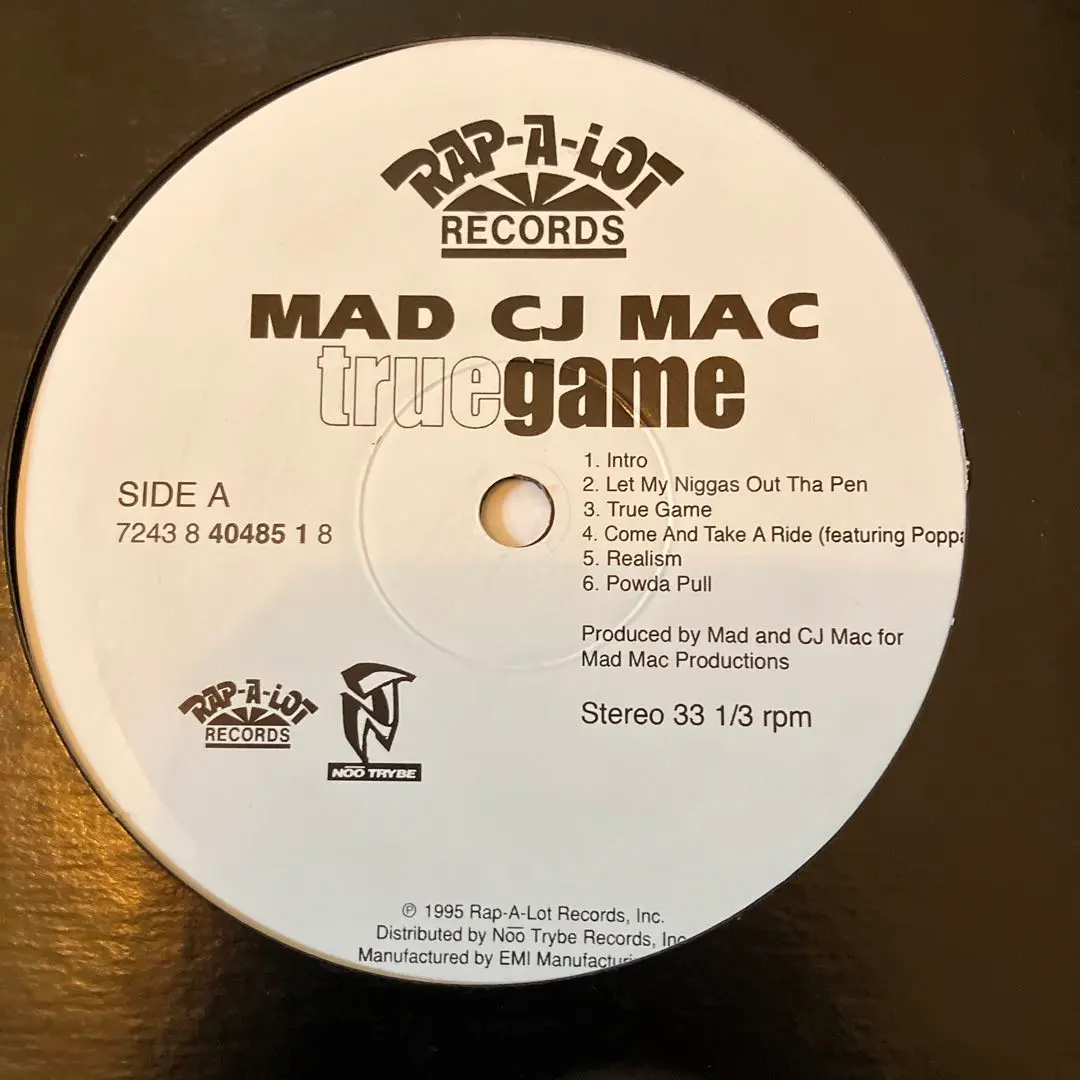 RAP-A-LOT
RECORDS
MAD CJ MAC
truegame
1. Intro
2. Let My Niggas Out Tha Pen
3. True Game
4. Come And Take A Ride (featuring
5. Realism
6. Powda Pull
SIDE A
7243 8 40485 1 8
Produced by Mad and CJ Mac for
Mad Mac Productions
Stereo 33 1/3 rpm
RAP-A-LOT
RECORDS
NOO TRYBE
℗ 1995 Rap-A-Lot Records, Inc.
Distributed by Noo Trybe Records,
Manufactured by EMI